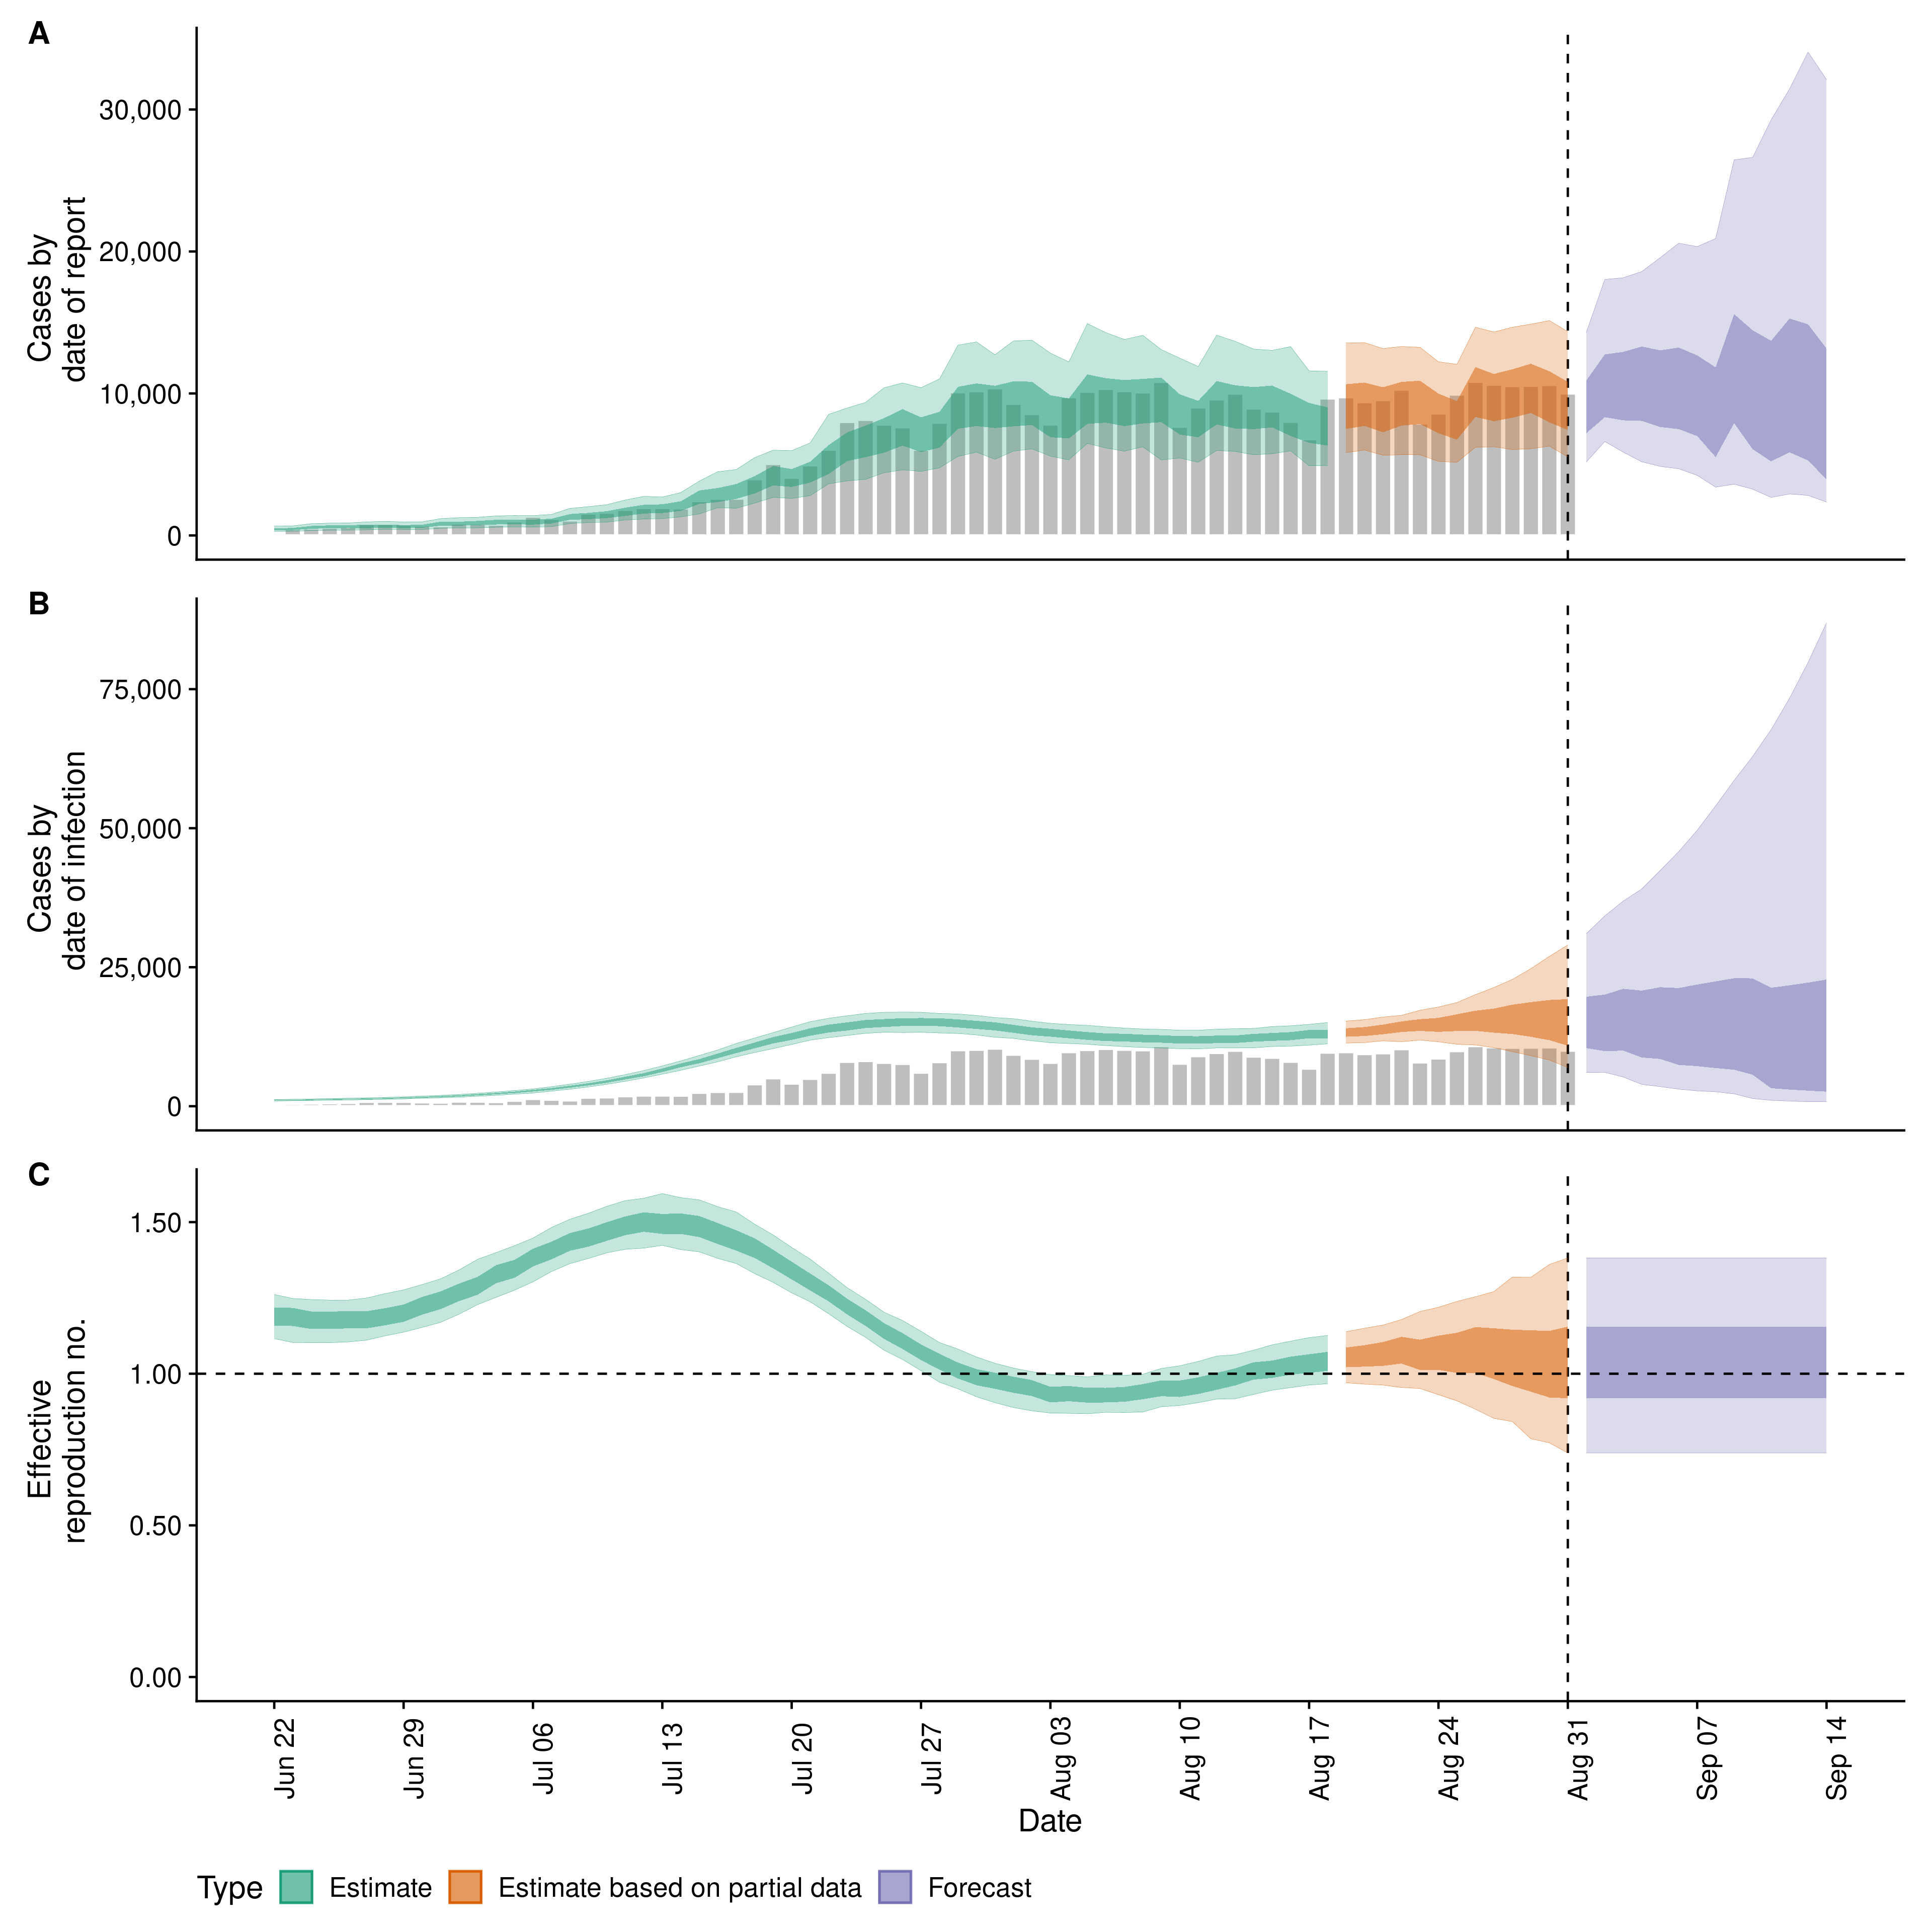 A
Cases by
date of report
30,000
20,000
10,000
0
B
Cases by
date of infection
75,000
50,000
25,000
0
C
Effective
reproduction no.
1.50
1.00
0.50
0.00
Jun 22
Jun 29
Jul 06
Jul 13
Jul 20
Jul 27
Aug 03
Aug 10
Aug 17
Aug 24
Aug 31
Sep 07
Sep 14
Date
Type Estimate Estimate based on partial data Forecast